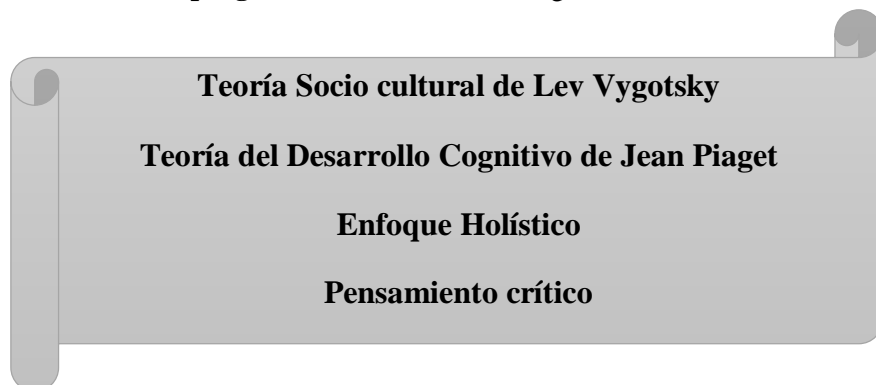 Teoría Socio cultural de Lev Vygotsky
Teoría del Desarrollo Cognitivo de Jean Piaget
Enfoque Holístico
Pensamiento crítico